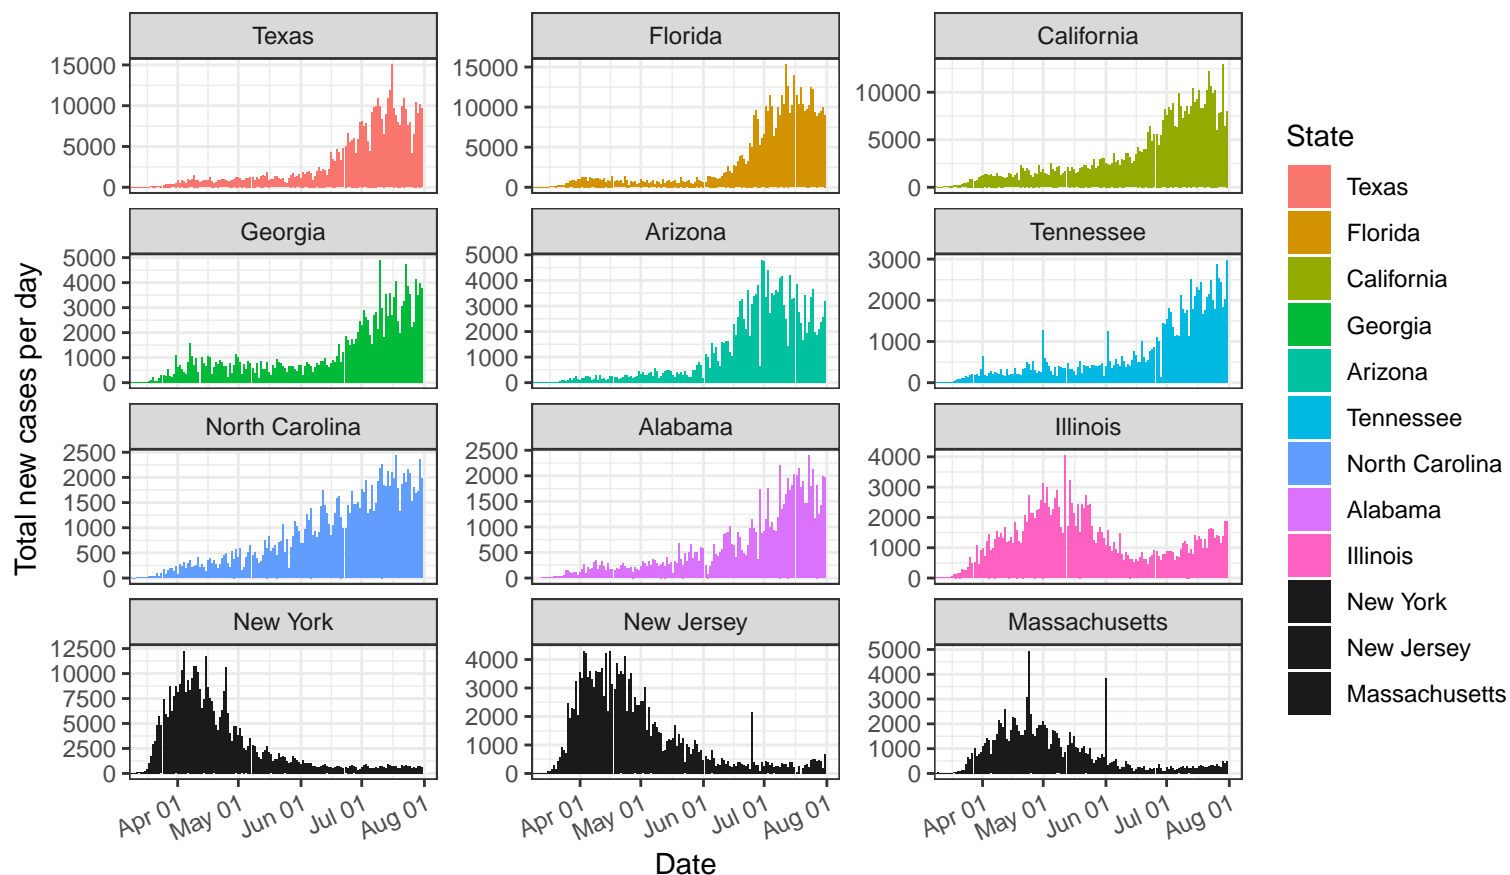 Texas
Florida
California
15000
10000
5000
0
15000
10000
5000
0
10000
5000
0
Georgia
Arizona
Tennessee
5000
4000
3000
2000
1000
0
5000
4000
3000
2000
1000
0
3000
2000
1000
0
North Carolina
Alabama
Illinois
2500
2000
1500
1000
500
0
2500
2000
1500
1000
500
0
4000
3000
2000
1000
0
New York
New Jersey
Massachusetts
12500
10000
7500
5000
2500
0
4000
3000
2000
1000
0
5000
4000
3000
2000
1000
0
Apr 01
May 01
Jun 01
Jul 01
Aug 01
Apr 01
May 01
Jun 01
Jul 01
Aug 01
Apr 01
May 01
Jun 01
Jul 01
Aug 01
Date
Total new cases per day
State
Texas
Florida
California
Georgia
Arizona
Tennessee
North Carolina
Alabama
Illinois
New York
New Jersey
Massachusetts